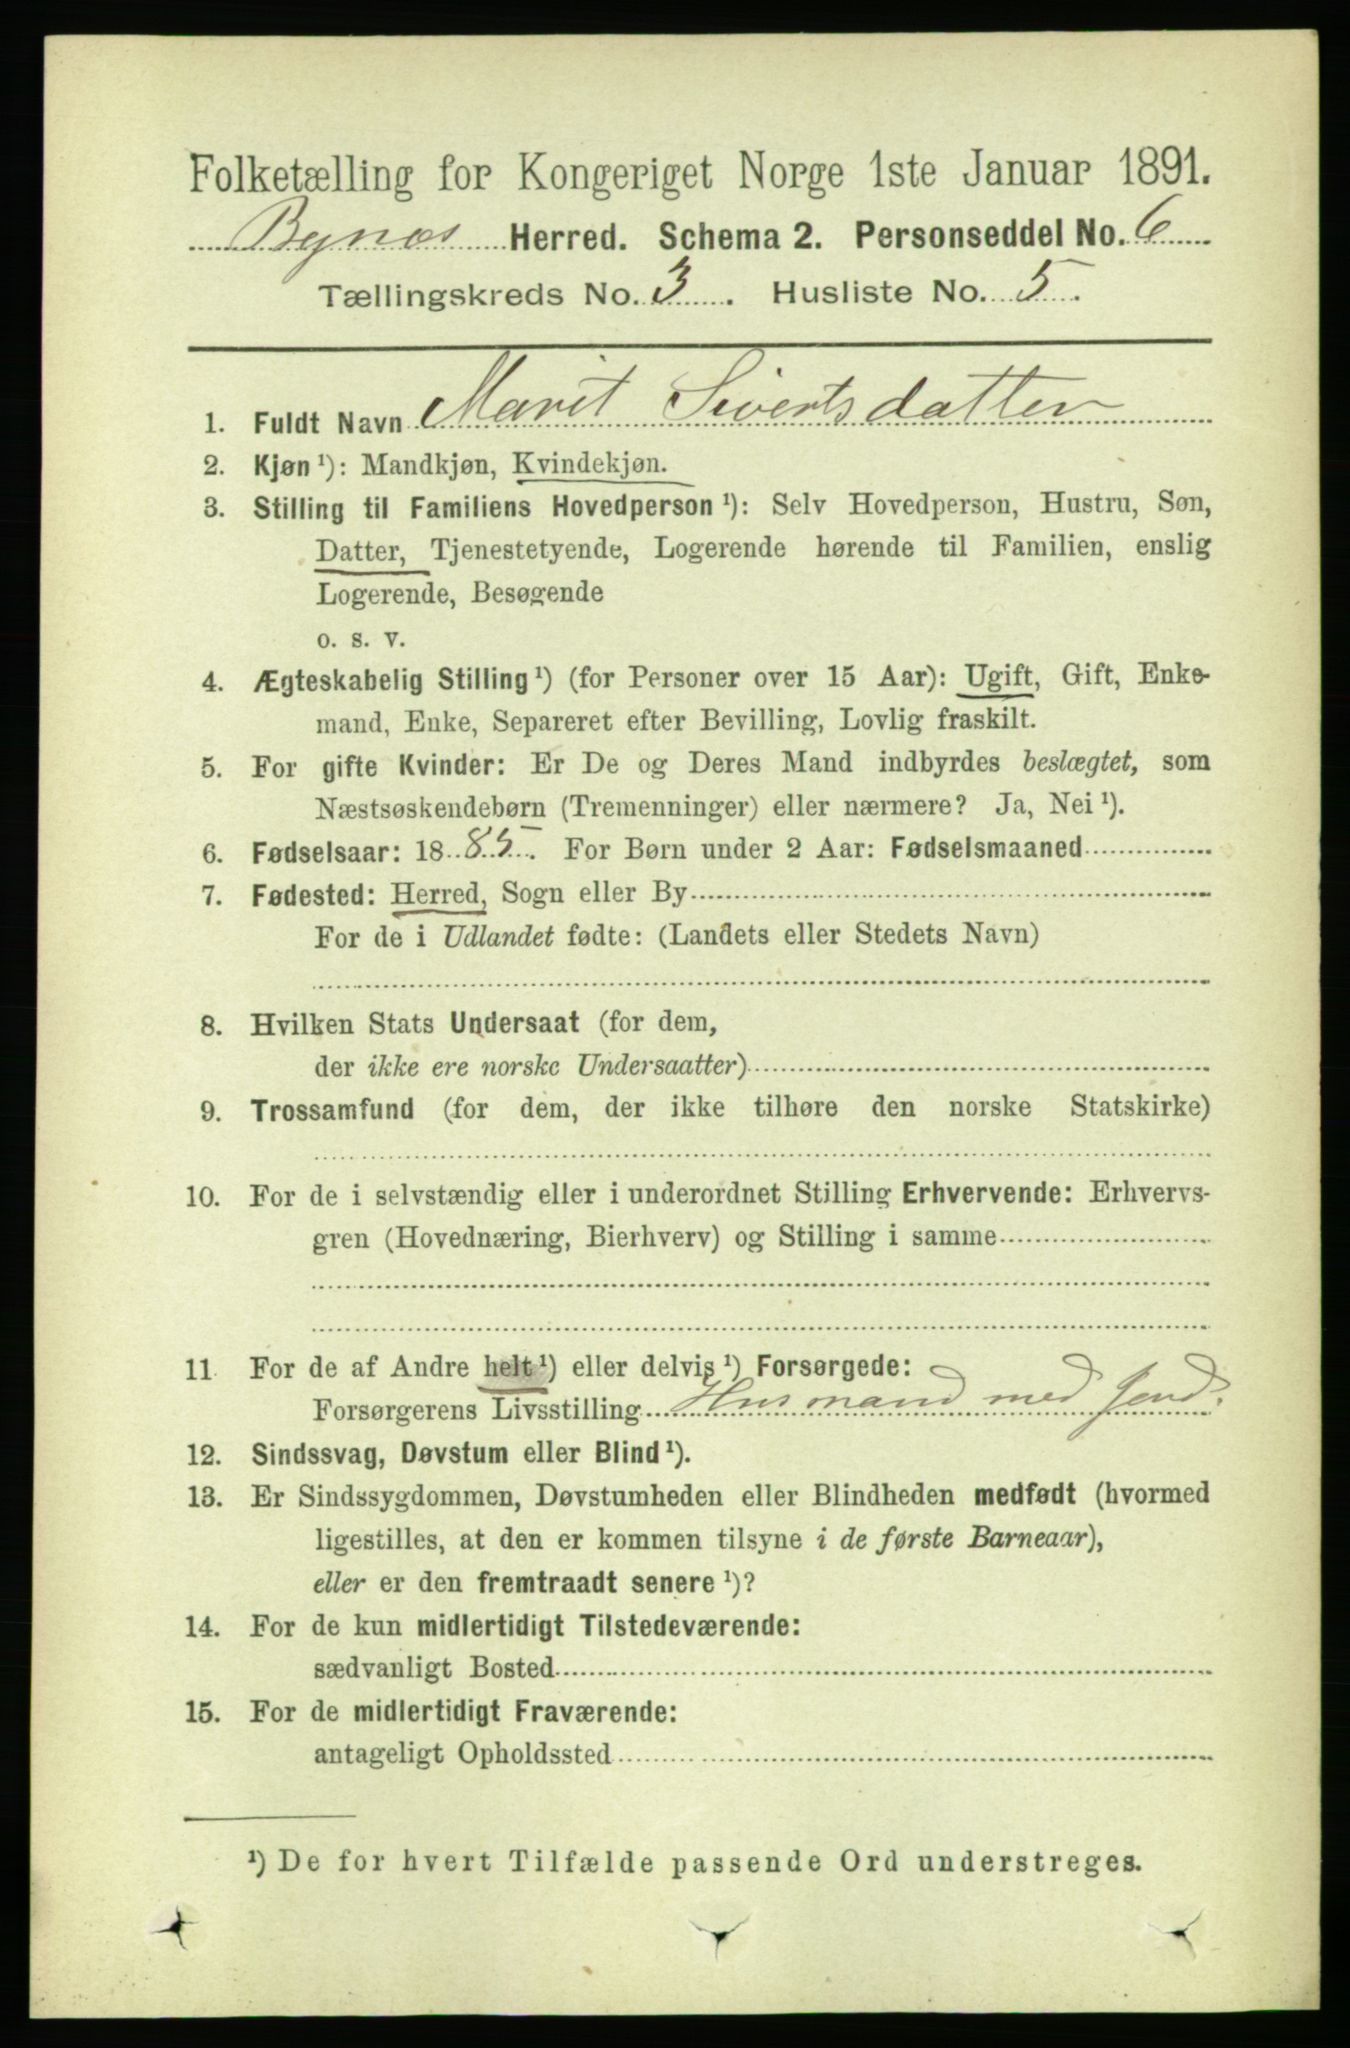 Folketælling for Kongeriget Norge 1ste Januar 1891.
Bynæs Herred. Schema 2. Personseddel No. 6
Tællingskreds No. 3. Husliste No. 5.
1. Fuldt Navn Marit Sivertsdatter
2. Kjøn ¹): Mandkjøn, Kvindekjøn.
3. Stilling til Familiens Hovedperson ¹): Selv Hovedperson, Hustru, Søn,
Datter, Tjenestetyende, Logerende hørende til Familien, enslig
Logerende, Besøgende
o. s. v.
4. Ægteskabelig Stilling ¹) (for Personer over 15 Aar): Ugift, Gift, Enke-
mand, Enke, Separeret efter Bevilling, Lovlig fraskilt.
5. For gifte Kvinder: Er De og Deres Mand indbyrdes beslægtet, som
Næstsøskendebørn (Tremenninger) eller nærmere? Ja, Nei ¹).
6. Fødselsaar: 1885. For Børn under 2 Aar: Fødselsmaaned
7. Fødested: Herred, Sogn eller By
For de i Udlandet fødte: (Landets eller Stedets Navn)
8. Hvilken Stats Undersaat (for dem,
der ikke ere norske Undersaatter)
9. Trossamfund (for dem, der ikke tilhøre den norske Statskirke)
10. For de i selvstændig eller i underordnet Stilling Erhvervende: Erhvervs-
gren (Hovednæring, Bierhverv) og Stilling i samme
11 For de af Andre helt ¹) eller delvis ¹) Forsørgede:
Forsørgerens Livsstilling Husmand med Jord.
12. Sindssvag, Døvstum eller Blind ¹).
13. Er Sindssygdommen, Døvstumheden eller Blindheden medfødt (hvormed
ligestilles, at den er kommen tilsyne i de første Barneaar),
eller er den fremtraadt senere ¹)?
14. For de kun midlertidigt Tilstedeværende:
sædvanligt Bosted
15. For de midlertidigt Fraværende:
antageligt Opholdssted
¹) De for hvert Tilfælde passende Ord understreges.